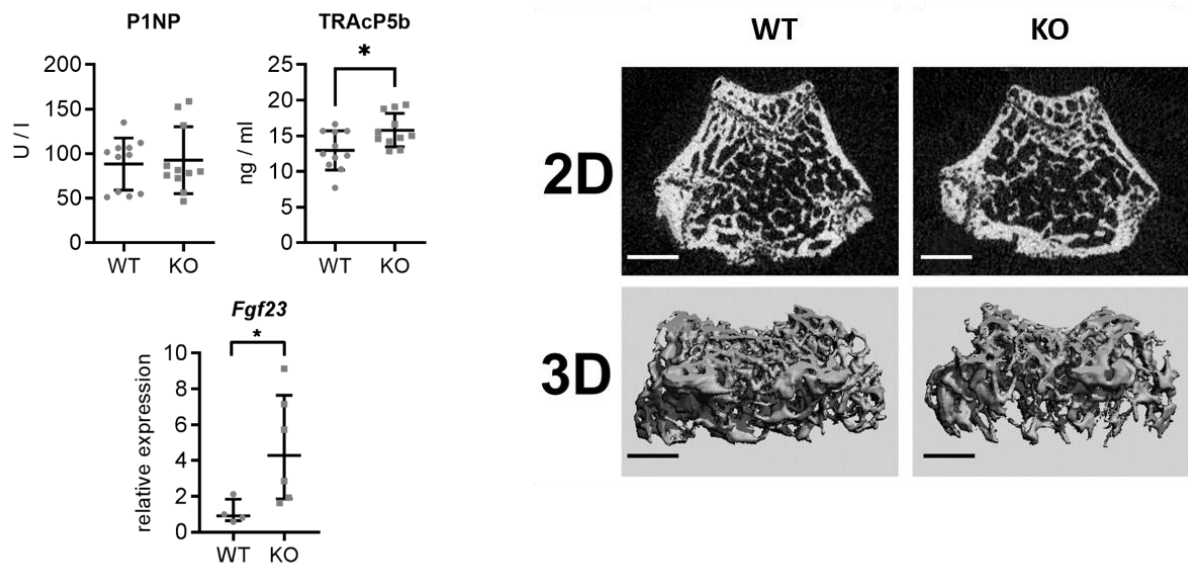 P1NP
200
150
100
50
0
U / l
WT
KO
TRAcP5b
*
25
20
15
10
5
0
ng / ml
WT
KO
Fgf23
*
10
8
6
4
2
0
relative expression
WT
KO
WT
KO
2D
3D